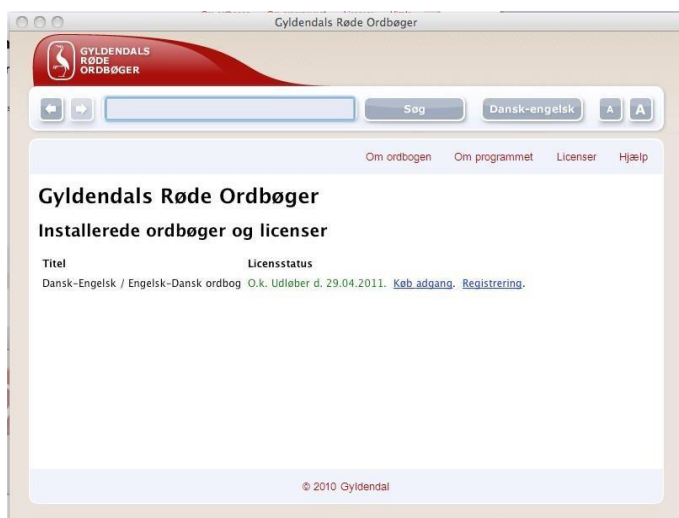 Gyldendals Røde Ordbøger
GYLDENDALS
RØDE
ORDBØGER
Søg
Dansk-engelsk
A
A
Om ordbogen Om programmet Licenser Hjælp
Gyldendals Røde Ordbøger
Installerede ordbøger og licenser
Titel Licensstatus
Dansk-Engelsk / Engelsk-Dansk ordbog O.k. Udløber d. 29.04.2011. Køb adgang. Registrering.
© 2010 Gyldendal